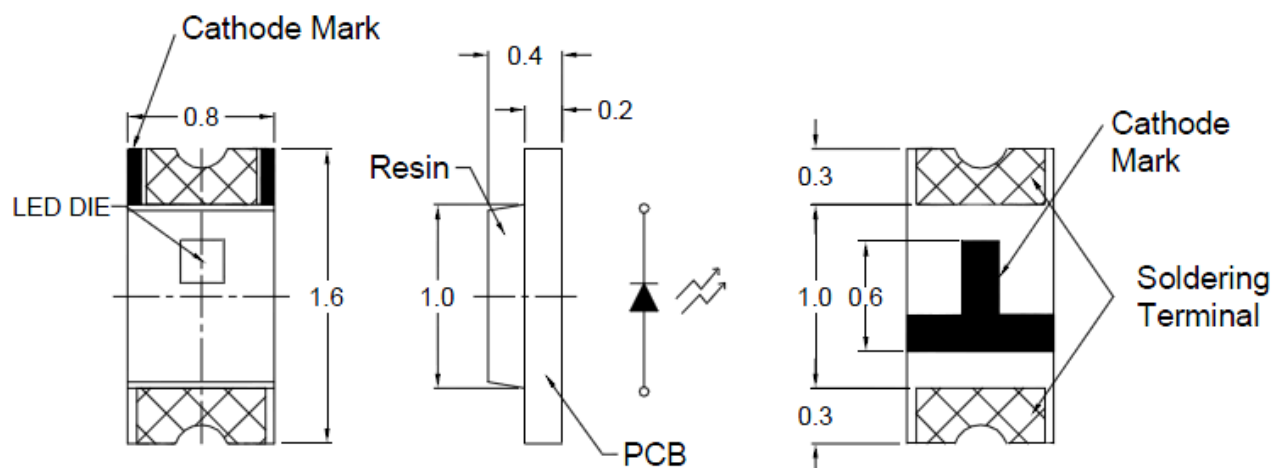 Cathode Mark
0.8
LED DIE
1.6
0.4
0.2
Resin
1.0
PCB
Cathode
Mark
0.3
1.0
0.6
0.3
Soldering
Terminal